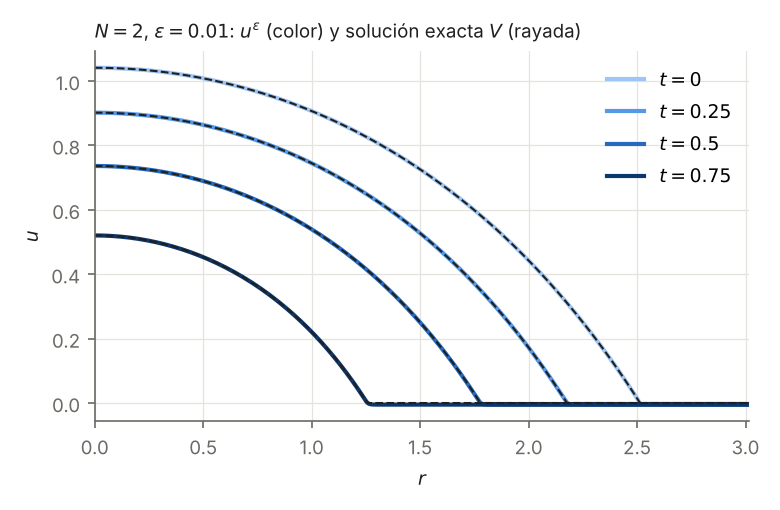 N = 2, ε = 0.01: uᵋ (color) y solución exacta V (rayada)
t = 0
t = 0.25
t = 0.5
t = 0.75
u
1.0
0.8
0.6
0.4
0.2
0.0
0.0 0.5 1.0 1.5 2.0 2.5 3.0
r